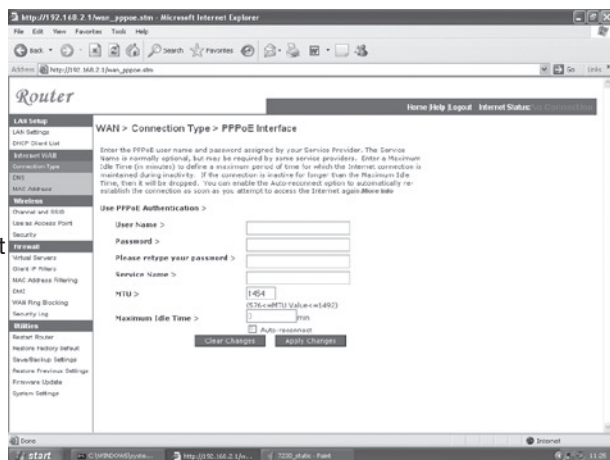 http://192.168.2.1/wan_pppoe.stm - Microsoft Internet Explorer
File Edit View Favorites Tools Help
Back Search Favorites
Address http://192.168.2.1/wan_pppoe.stm Go Links
Router
Home |Help |Logout Internet Status: No Connection
LAN Setup
LAN Settings
DHCP Client List
Internet WAN
Connection Type
DNS
MAC Address
Wireless
Channel and SSID
Use as Access Point
Security
Firewall
Virtual Servers
Client IP Filters
MAC Address Filtering
DMZ
WAN Ping Blocking
Security Log
Utilities
Restart Router
Restore Factory Default
Save/Backup Settings
Restore Previous Settings
Firmware Update
System Settings
WAN > Connection Type > PPPoE Interface
Enter the PPPoE user name and password assigned by your Service Provider. The Service
Name is normally optional, but may be required by some service providers. Enter a Maximum
Idle Time (in minutes) to define a maximum period of time for which the Internet connection is
maintained during inactivity. If the connection is inactive for longer than the Maximum Idle
Time, then it will be dropped. You can enable the Auto-reconnect option to automatically re-
establish the connection as soon as you attempt to access the Internet again.More Info
Use PPPoE Authentication >
User Name >
Password >
Please retype your password >
Service Name >
MTU > 1454
(576<=MTU Value<=1492)
Maximum Idle Time > min
Auto-reconnect
Clear Changes Apply Changes
Done Internet
start C:\WINDOWS\syste... http://192.168.2.1/w... 7230_static - Paint 11:25
t